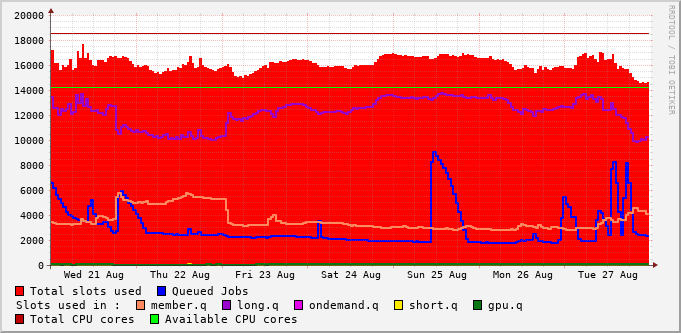 20000
18000
16000
14000
12000
10000
8000
6000
4000
2000
0
Wed 21 Aug Thu 22 Aug Fri 23 Aug Sat 24 Aug Sun 25 Aug Mon 26 Aug Tue 27 Aug
Total slots used Queued Jobs
Slots used in : member.q long.q ondemand.q short.q gpu.q
Total CPU cores Available CPU cores
RRDTOOL / TOBI OETIKER